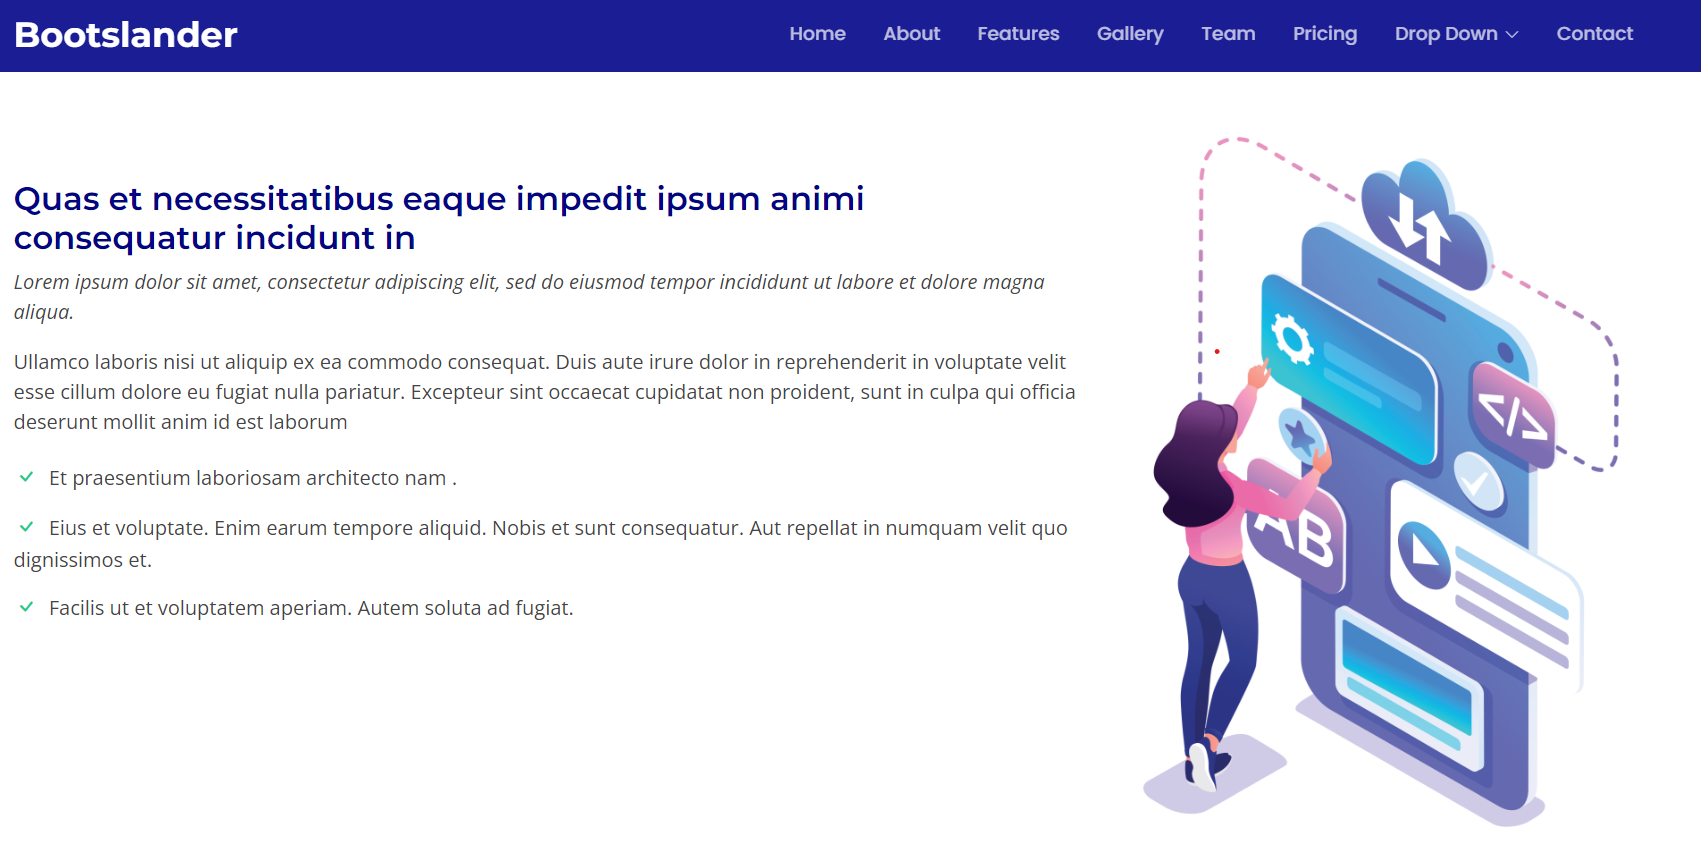 Bootslander
Home About Features Gallery Team Pricing Drop Down Contact
Quas et necessitatibus eaque impedit ipsum animi
consequatur incidunt in
Lorem ipsum dolor sit amet, consectetur adipiscing elit, sed do eiusmod tempor incididunt ut labore et dolore magna
aliqua.
Ullamco laboris nisi ut aliquip ex ea commodo consequat. Duis aute irure dolor in reprehenderit in voluptate velit
esse cillum dolore eu fugiat nulla pariatur. Excepteur sint occaecat cupidatat non proident, sunt in culpa qui officia
deserunt mollit anim id est laborum
Et praesentium laboriosam architecto nam .
Eius et voluptate. Enim earum tempore aliquid. Nobis et sunt consequatur. Aut repellat in numquam velit quo
dignissimos et.
Facilis ut et voluptatem aperiam. Autem soluta ad fugiat.
</>
AB